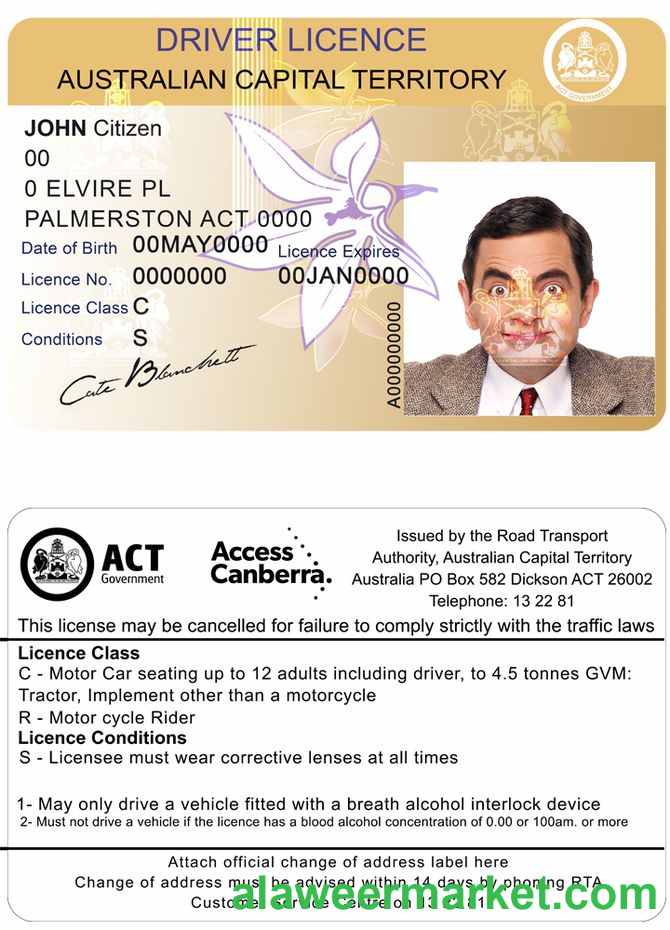 DRIVER LICENCE
AUSTRALIAN CAPITAL TERRITORY
ACT GOVERNMENT
JOHN Citizen
00
0 ELVIRE PL
PALMERSTON ACT 0000
Date of Birth 00MAY0000 Licence Expires
Licence No. 0000000 00JAN0000
Licence Class C
Conditions S
Cate Blanchett
A000000000
ACT Government
Access Canberra.
Issued by the Road Transport
Authority, Australian Capital Territory
Australia PO Box 582 Dickson ACT 26002
Telephone: 13 22 81
This license may be cancelled for failure to comply strictly with the traffic laws
Licence Class
C - Motor Car seating up to 12 adults including driver, to 4.5 tonnes GVM:
Tractor, Implement other than a motorcycle
R - Motor cycle Rider
Licence Conditions
S - Licensee must wear corrective lenses at all times
1- May only drive a vehicle fitted with a breath alcohol interlock device
2- Must not drive a vehicle if the licence has a blood alcohol concentration of 0.00 or 100am. or more
Attach official change of address label here
Change of address must be advised within 14 days by phoning RTA
Customer Service Centre on 13 22 81
alaweermarket.com